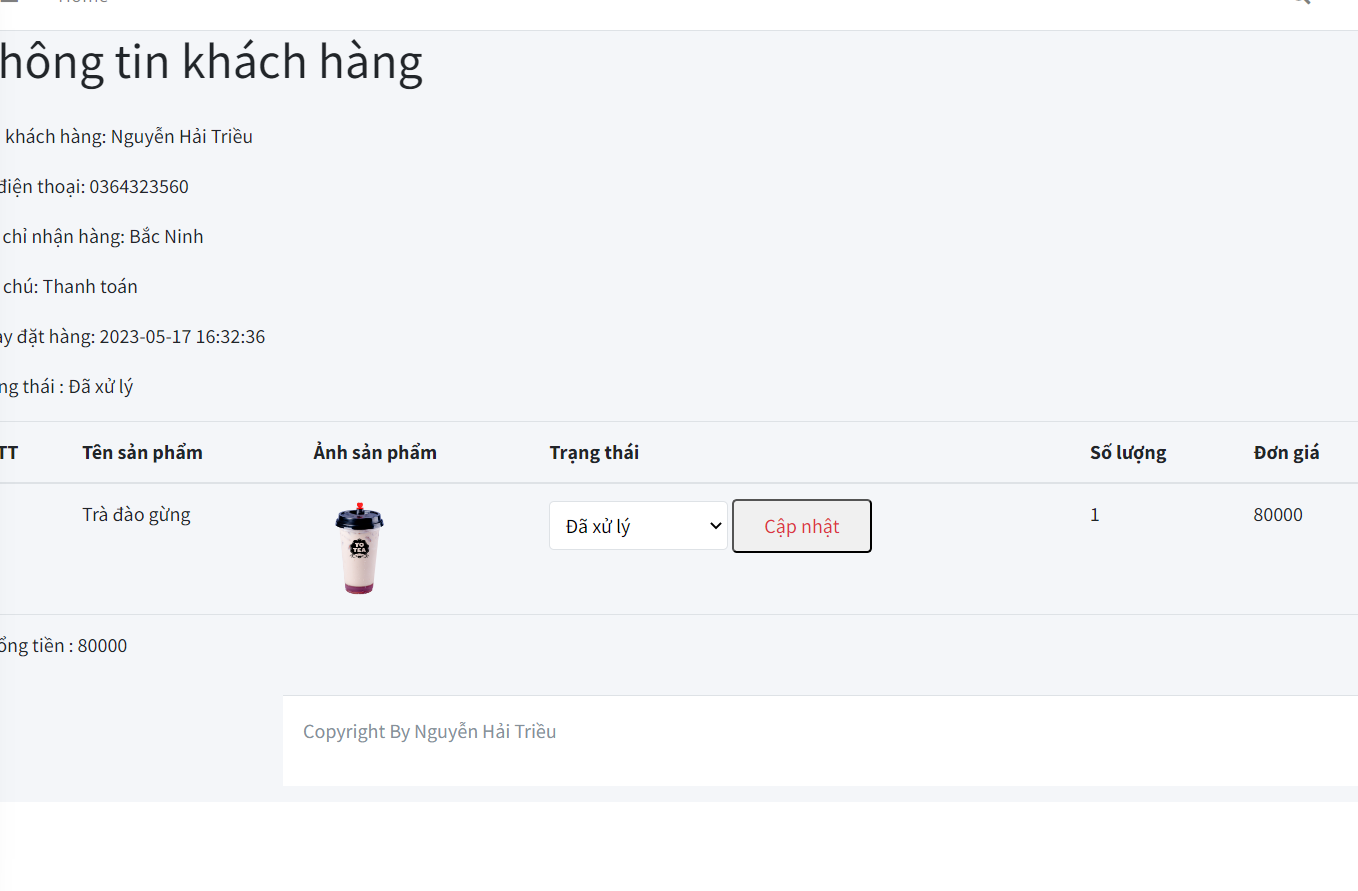 Home
hông tin khách hàng
khách hàng: Nguyễn Hải Triều
điện thoại: 0364323560
chỉ nhận hàng: Bắc Ninh
chú: Thanh toán
ay đặt hàng: 2023-05-17 16:32:36
ng thái : Đã xử lý
TT Tên sản phẩm Ảnh sản phẩm Trạng thái Số lượng Đơn giá
Trà đào gừng YO TEA Đã xử lý Cập nhật 1 80000
ổng tiền : 80000
Copyright By Nguyễn Hải Triều